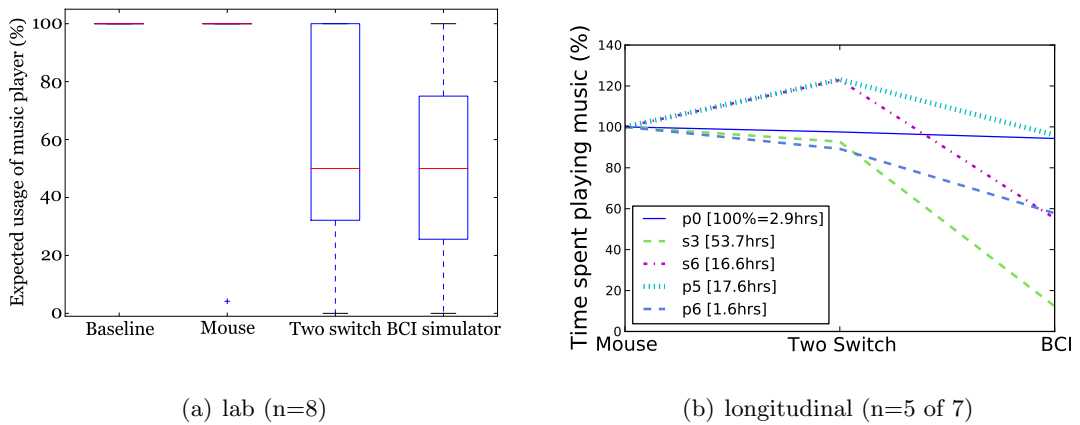 Expected usage of music player (%)
100
80
60
40
20
0
Baseline Mouse Two switch BCI simulator
(a) lab (n=8)
Time spent playing music (%)
140
120
100
80
60
40
20
0
p0 [100%=2.9hrs]
s3 [53.7hrs]
s6 [16.6hrs]
p5 [17.6hrs]
p6 [1.6hrs]
Mouse Two Switch BCI
(b) longitudinal (n=5 of 7)